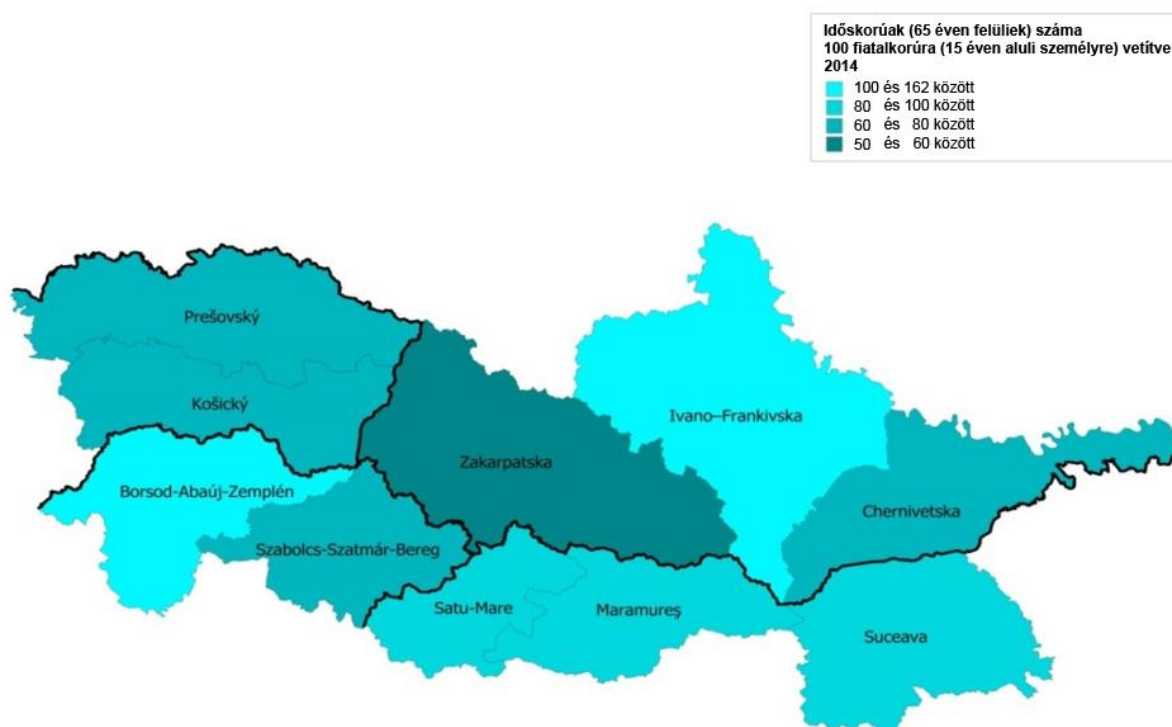 Időskorúak (65 éven felüliek) száma
100 fiatalkorúra (15 éven aluli személyre) vetítve
2014
100 és 162 között
80 és 100 között
60 és 80 között
50 és 60 között
Prešovský
Košický
Ivano–Frankivska
Zakarpatska
Borsod-Abaúj-Zemplén
Chernivetska
Szabolcs-Szatmár-Bereg
Satu-Mare
Maramureş
Suceava